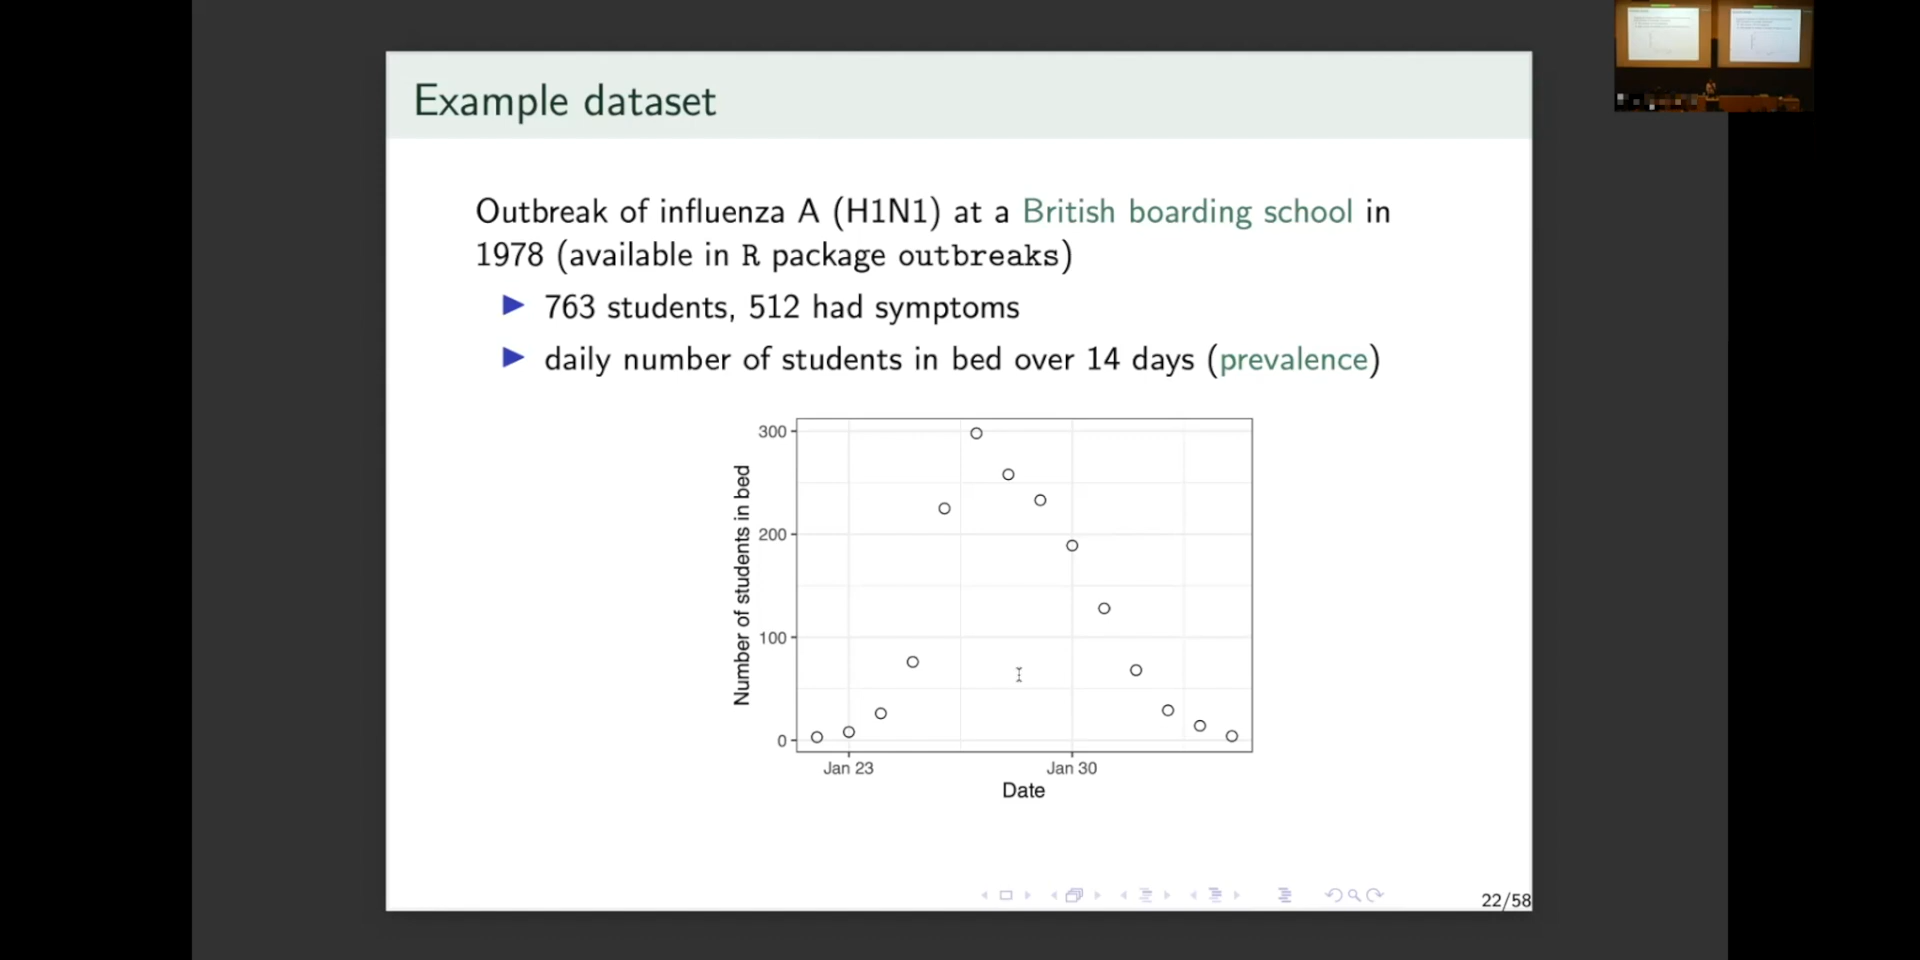 Example dataset
Outbreak of influenza A (H1N1) at a British boarding school in
1978 (available in R package outbreaks)
763 students, 512 had symptoms
daily number of students in bed over 14 days (prevalence)
300
200
100
0
Number of students in bed
Jan 23 Jan 30
Date
22/58